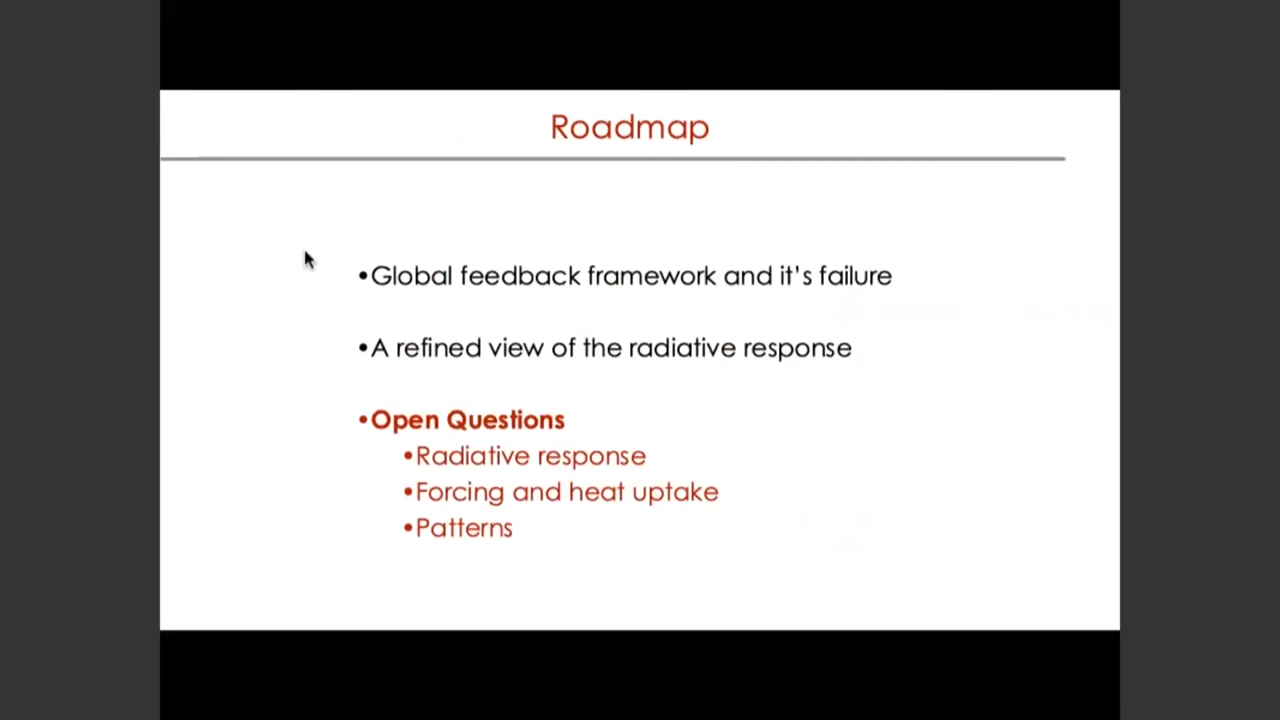 Roadmap
•Global feedback framework and it's failure
•A refined view of the radiative response
•Open Questions
•Radiative response
•Forcing and heat uptake
•Patterns